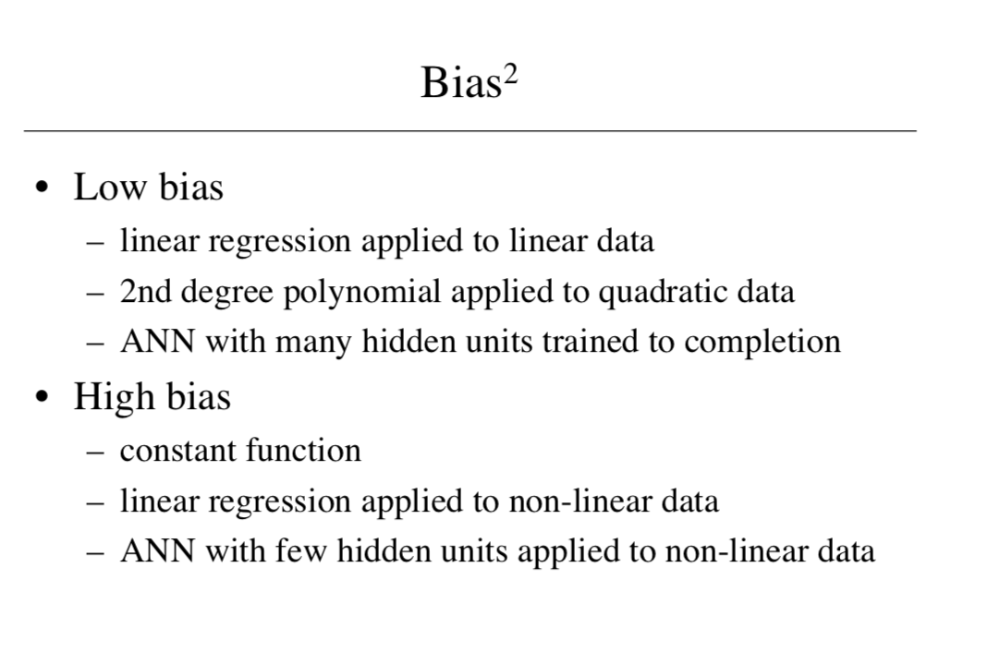 Bias²
• Low bias
– linear regression applied to linear data
– 2nd degree polynomial applied to quadratic data
– ANN with many hidden units trained to completion
• High bias
– constant function
– linear regression applied to non-linear data
– ANN with few hidden units applied to non-linear data